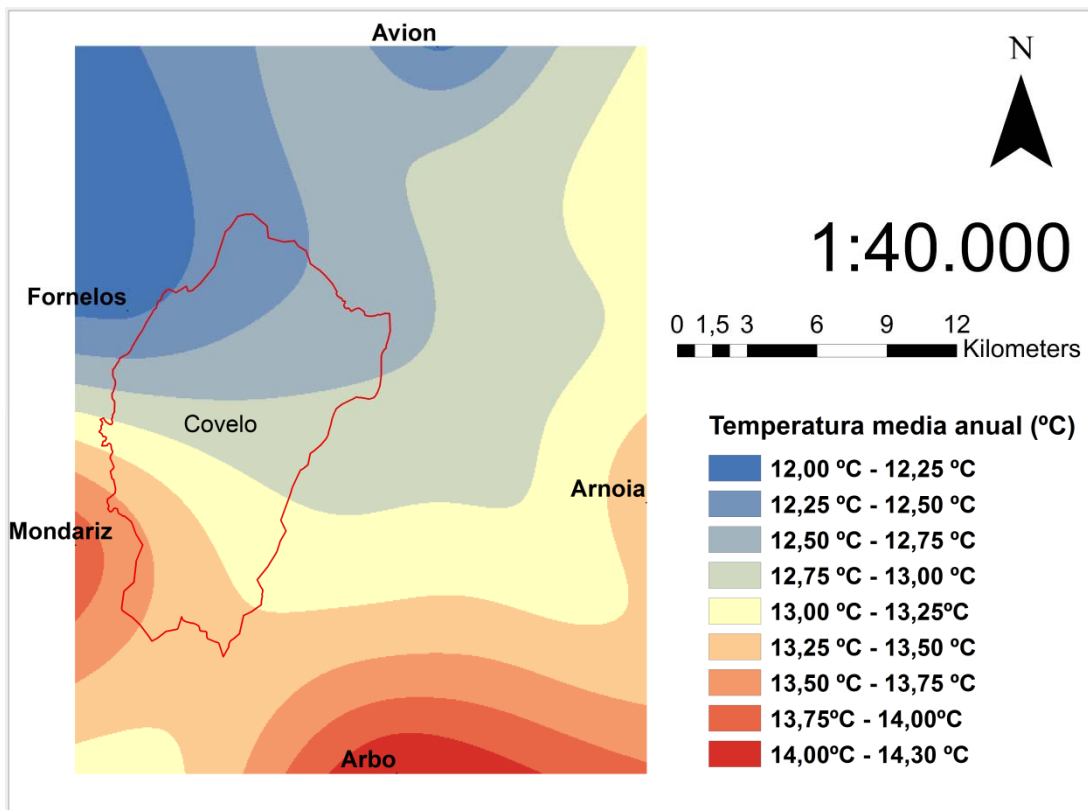 Avion
N
1:40.000
Fornelos
0 1,5 3 6 9 12
Kilometers
Covelo
Temperatura media anual (ºC)
12,00 ºC - 12,25 ºC
12,25 ºC - 12,50 ºC
Arnoia
12,50 ºC - 12,75 ºC
Mondariz
12,75 ºC - 13,00 ºC
13,00 ºC - 13,25ºC
13,25 ºC - 13,50 ºC
13,50 ºC - 13,75 ºC
13,75ºC - 14,00ºC
14,00ºC - 14,30 ºC
Arbo